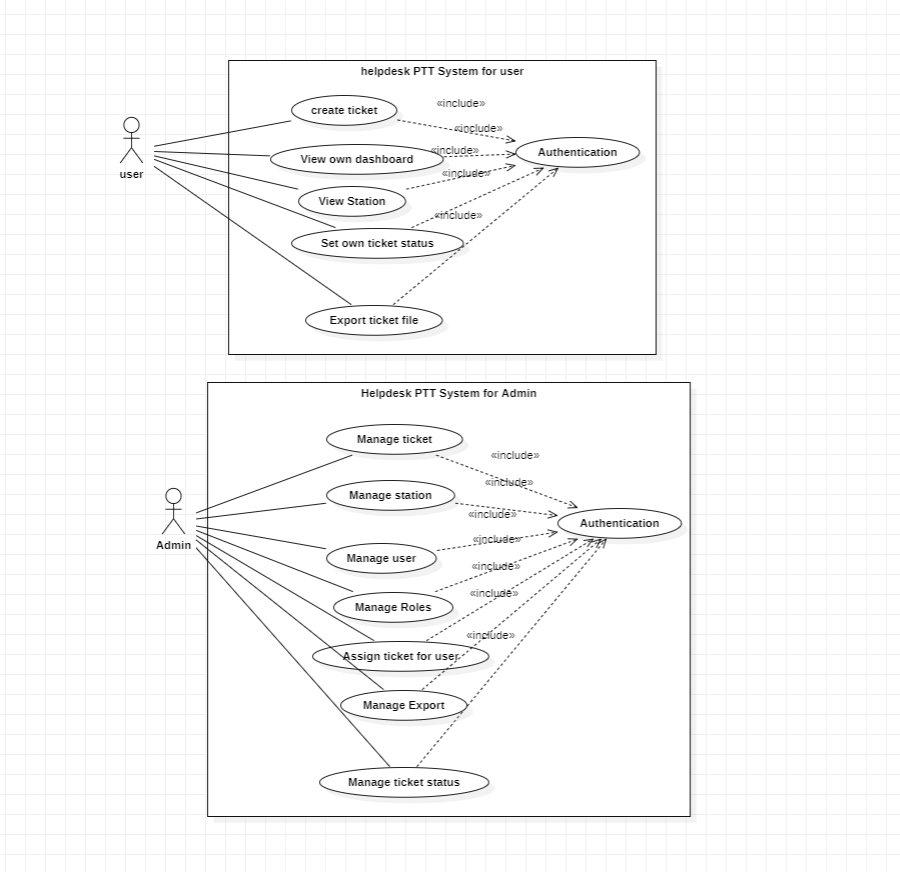 helpdesk PTT System for user
create ticket
«include»
«include»
View own dashboard
«include»
Authentication
user
«include»
View Station
«include»
Set own ticket status
Export ticket file
Helpdesk PTT System for Admin
Manage ticket
«include»
«include»
Manage station
«include»
Authentication
Admin
«include»
Manage user
«include»
«include»
Manage Roles
«include»
Assign ticket for user
Manage Export
Manage ticket status